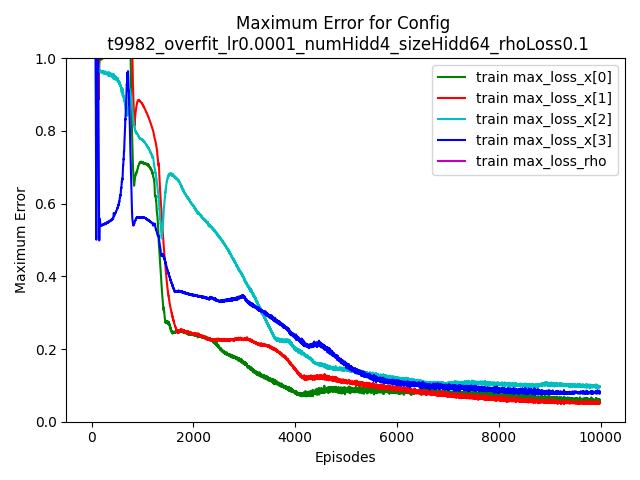 Maximum Error for Config
t9982_overfit_lr0.0001_numHidd4_sizeHidd64_rhoLoss0.1
train max_loss_x[0]
train max_loss_x[1]
train max_loss_x[2]
train max_loss_x[3]
train max_loss_rho
Maximum Error
1.0
0.8
0.6
0.4
0.2
0.0
0 2000 4000 6000 8000 10000
Episodes